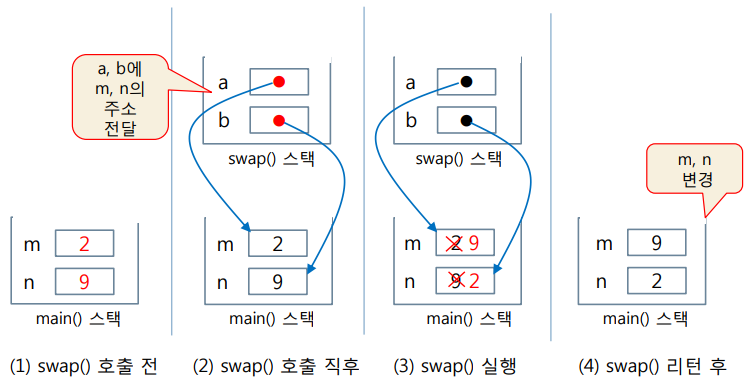 a, b에
m, n의
주소
전달
a
b
swap() 스택
a
b
swap() 스택
m, n
변경
m 2
n 9
main() 스택
m 2
n 9
main() 스택
m 2 9
n 9 2
main() 스택
m 9
n 2
main() 스택
(1) swap() 호출 전
(2) swap() 호출 직후
(3) swap() 실행
(4) swap() 리턴 후